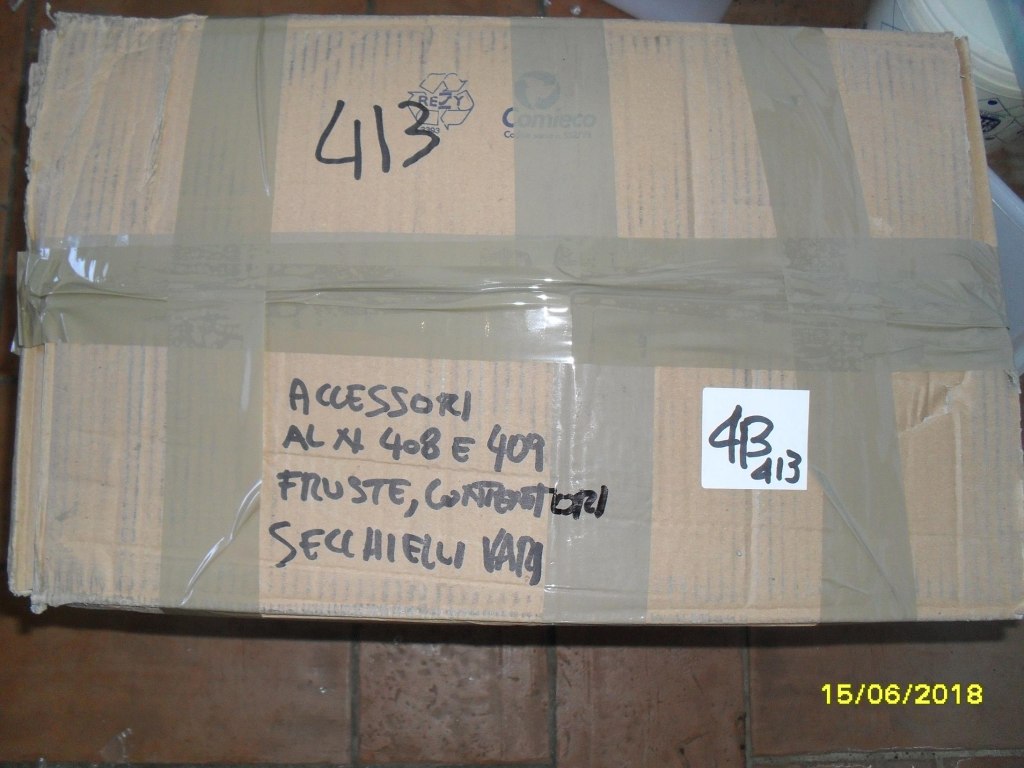 413
REZY
Comieco
ACCESSORI
AL N 408 E 409
FRUSTE, CONTENITORI
SECCHIELLI VARI
4B
413
15/06/2018